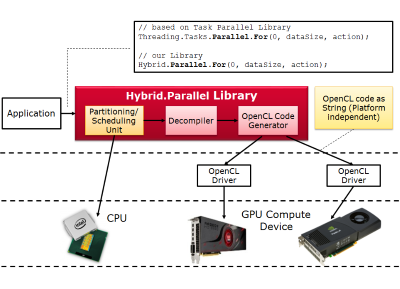 // based on Task Parallel Library
Threading.Tasks.Parallel.For(0, dataSize, action);
// our Library
Hybrid.Parallel.For(0, dataSize, action);
Hybrid.Parallel Library
Application
Partitioning/
Scheduling
Unit
Decompiler
OpenCL Code
Generator
OpenCL code as
String (Platform
independent)
OpenCL
Driver
OpenCL
Driver
CPU
GPU Compute
Device
intel